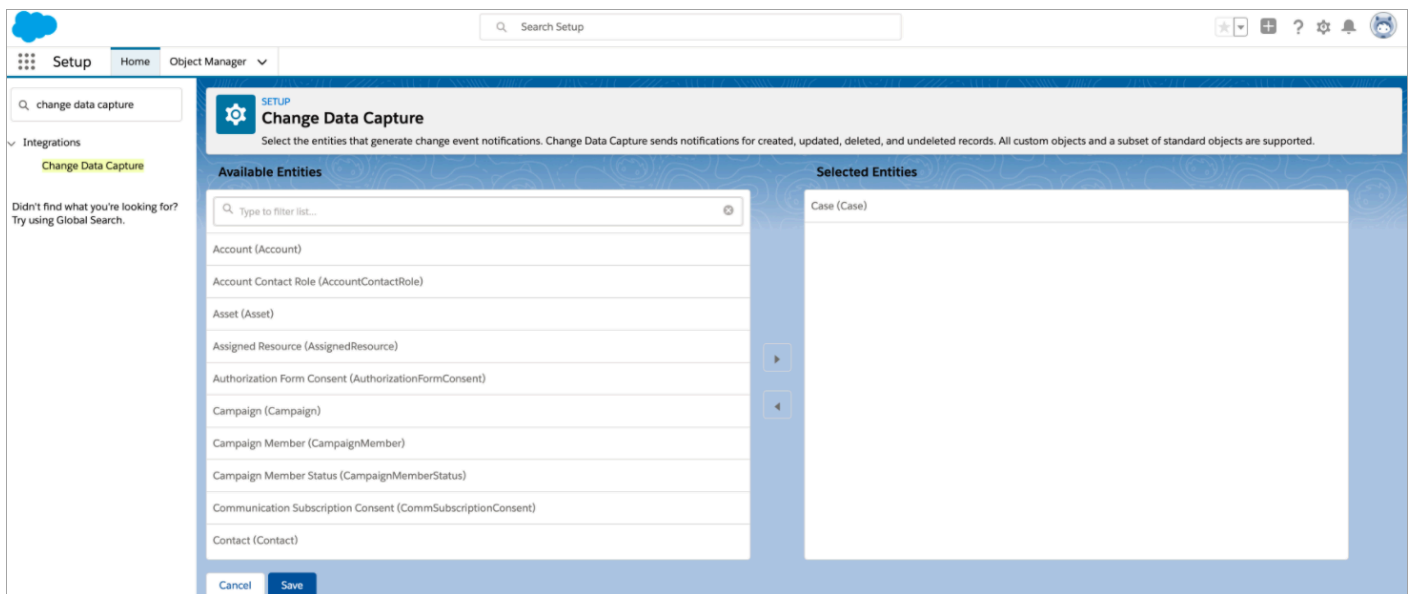 Search Setup
Setup
Home
Object Manager
change data capture
Integrations
Change Data Capture
Didn't find what you're looking for?
Try using Global Search.
SETUP
Change Data Capture
Select the entities that generate change event notifications. Change Data Capture sends notifications for created, updated, deleted, and undeleted records. All custom objects and a subset of standard objects are supported.
Available Entities
Type to filter list...
Account (Account)
Account Contact Role (AccountContactRole)
Asset (Asset)
Assigned Resource (AssignedResource)
Authorization Form Consent (AuthorizationFormConsent)
Campaign (Campaign)
Campaign Member (CampaignMember)
Campaign Member Status (CampaignMemberStatus)
Communication Subscription Consent (CommSubscriptionConsent)
Contact (Contact)
Selected Entities
Case (Case)
Cancel
Save